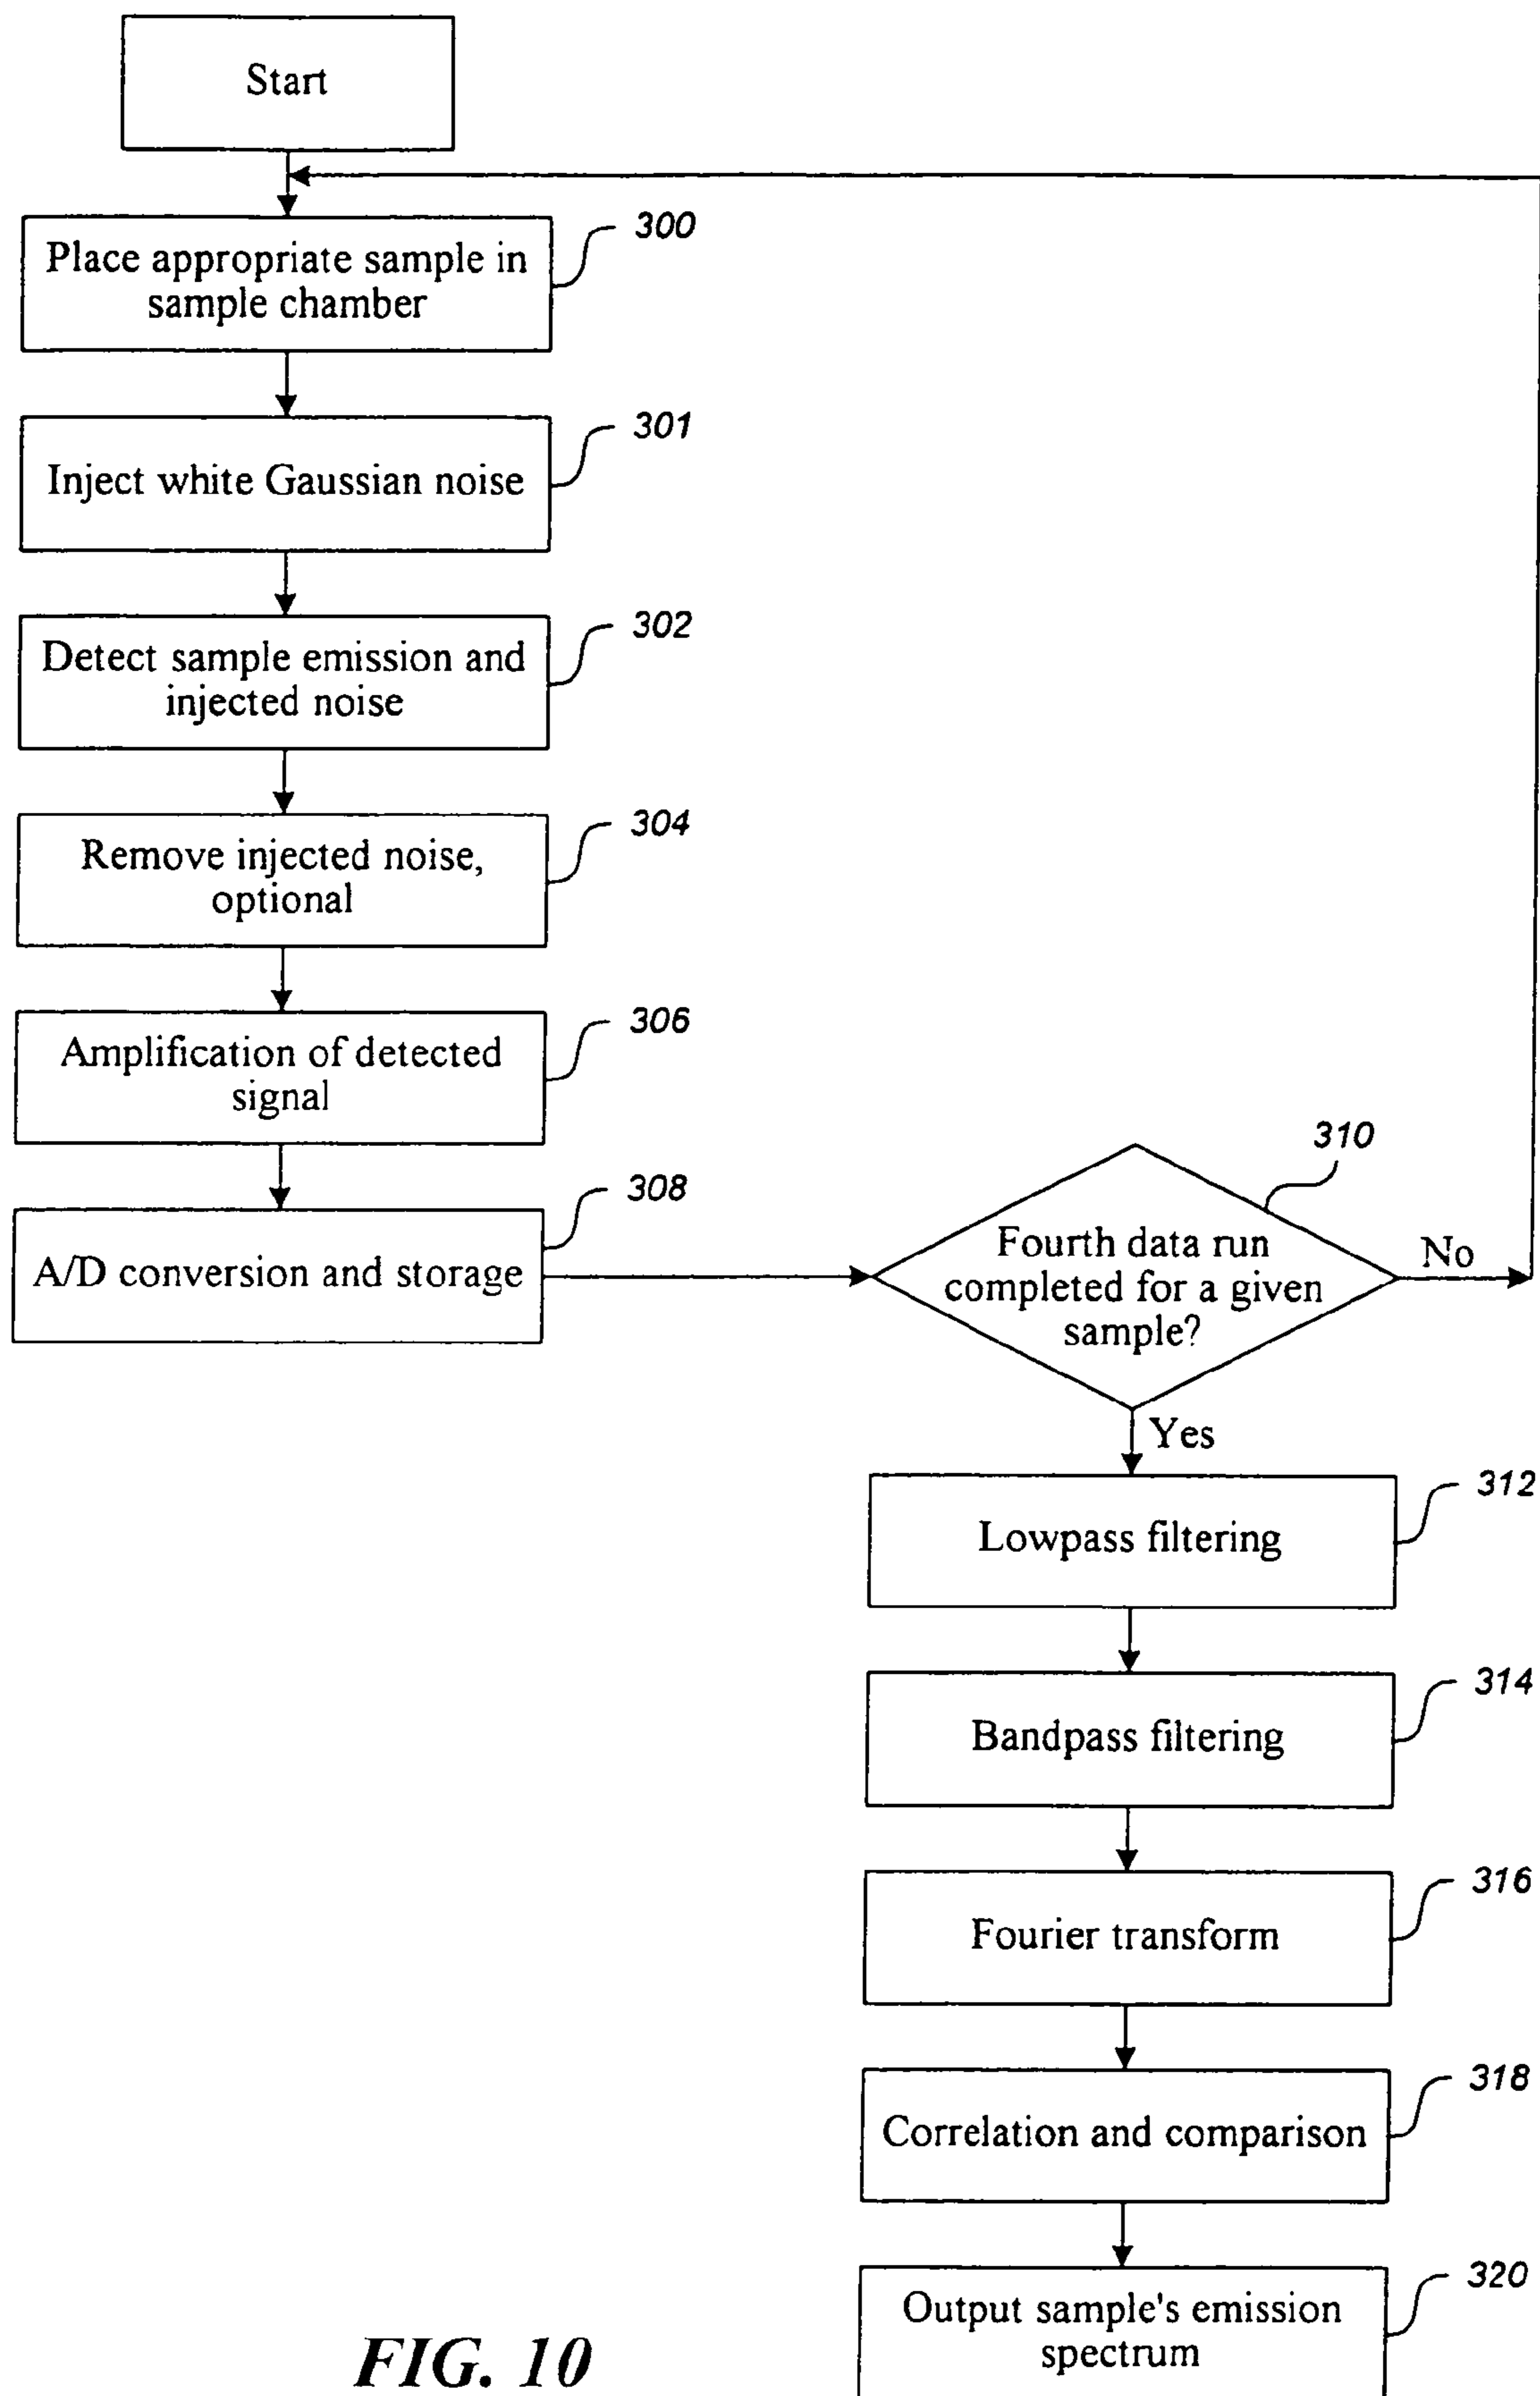 Start
300
Place appropriate sample in
sample chamber
301
Inject white Gaussian noise
302
Detect sample emission and
injected noise
304
Remove injected noise,
optional
306
Amplification of detected
signal
308
A/D conversion and storage
310
Fourth data run
completed for a given
sample?
No
Yes
312
Lowpass filtering
314
Bandpass filtering
316
Fourier transform
318
Correlation and comparison
320
Output sample's emission
spectrum
FIG. 10